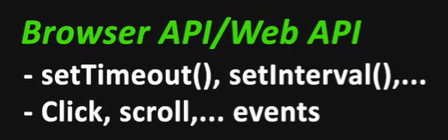 Browser API/Web API
- setTimeout(), setInterval(),...
- Click, scroll,... events